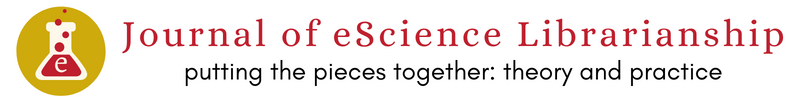 e
Journal of eScience Librarianship
putting the pieces together: theory and practice